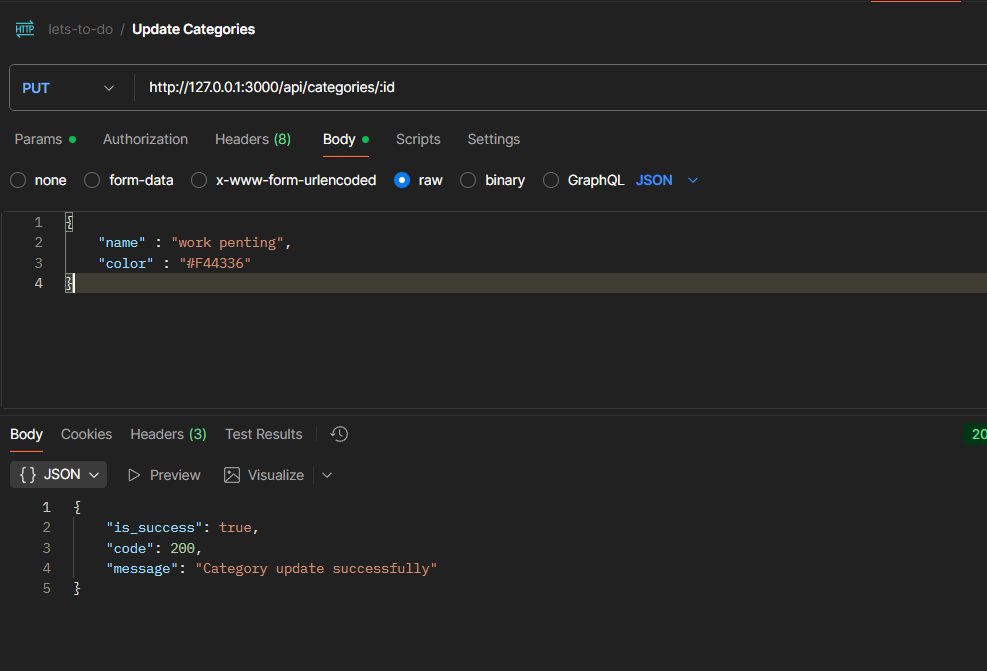 HTTP lets-to-do / Update Categories
PUT http://127.0.0.1:3000/api/categories/:id
Params Authorization Headers (8) Body Scripts Settings
none form-data x-www-form-urlencoded raw binary GraphQL JSON
1 {
2 "name" : "work penting",
3 "color" : "#F44336"
4 }
Body Cookies Headers (3) Test Results 20
{} JSON Preview Visualize
1 {
2 "is_success": true,
3 "code": 200,
4 "message": "Category update successfully"
5 }